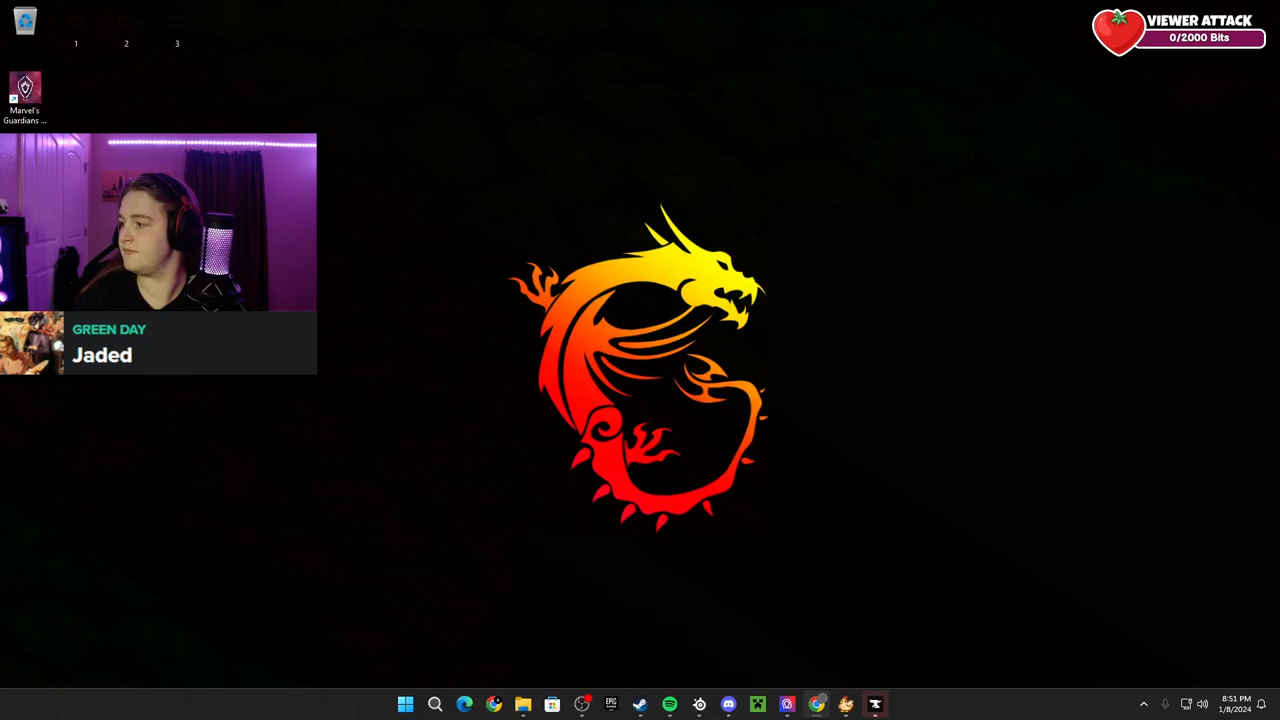 1
2
3
VIEWER ATTACK
0/2000 Bits
Marvel's
Guardians ...
GREEN DAY
Jaded
EPIC
8:51 PM
1/8/2024